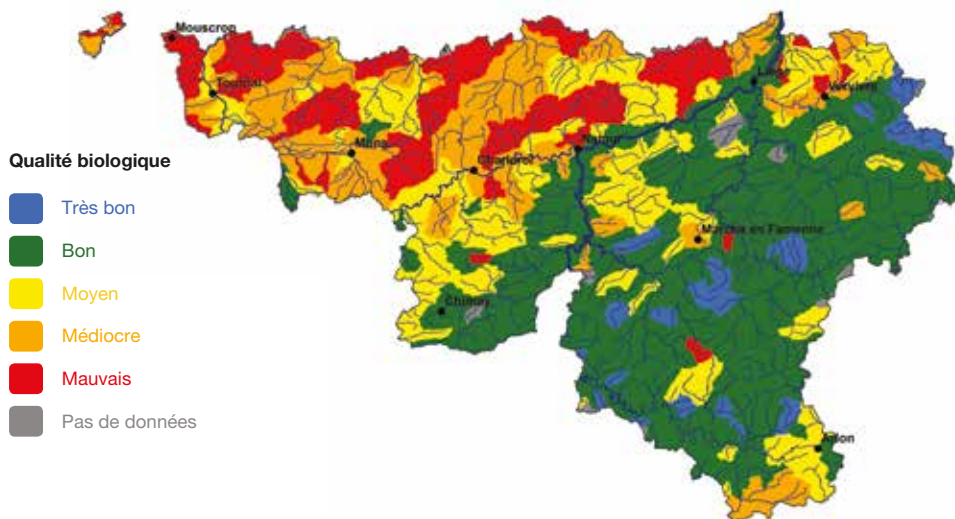 Mouscron
Tournai
Mons
Charleroi
Namur
Liège
Verviers
Marche en Famenne
Chimay
Arlon
Qualité biologique
Très bon
Bon
Moyen
Médiocre
Mauvais
Pas de données